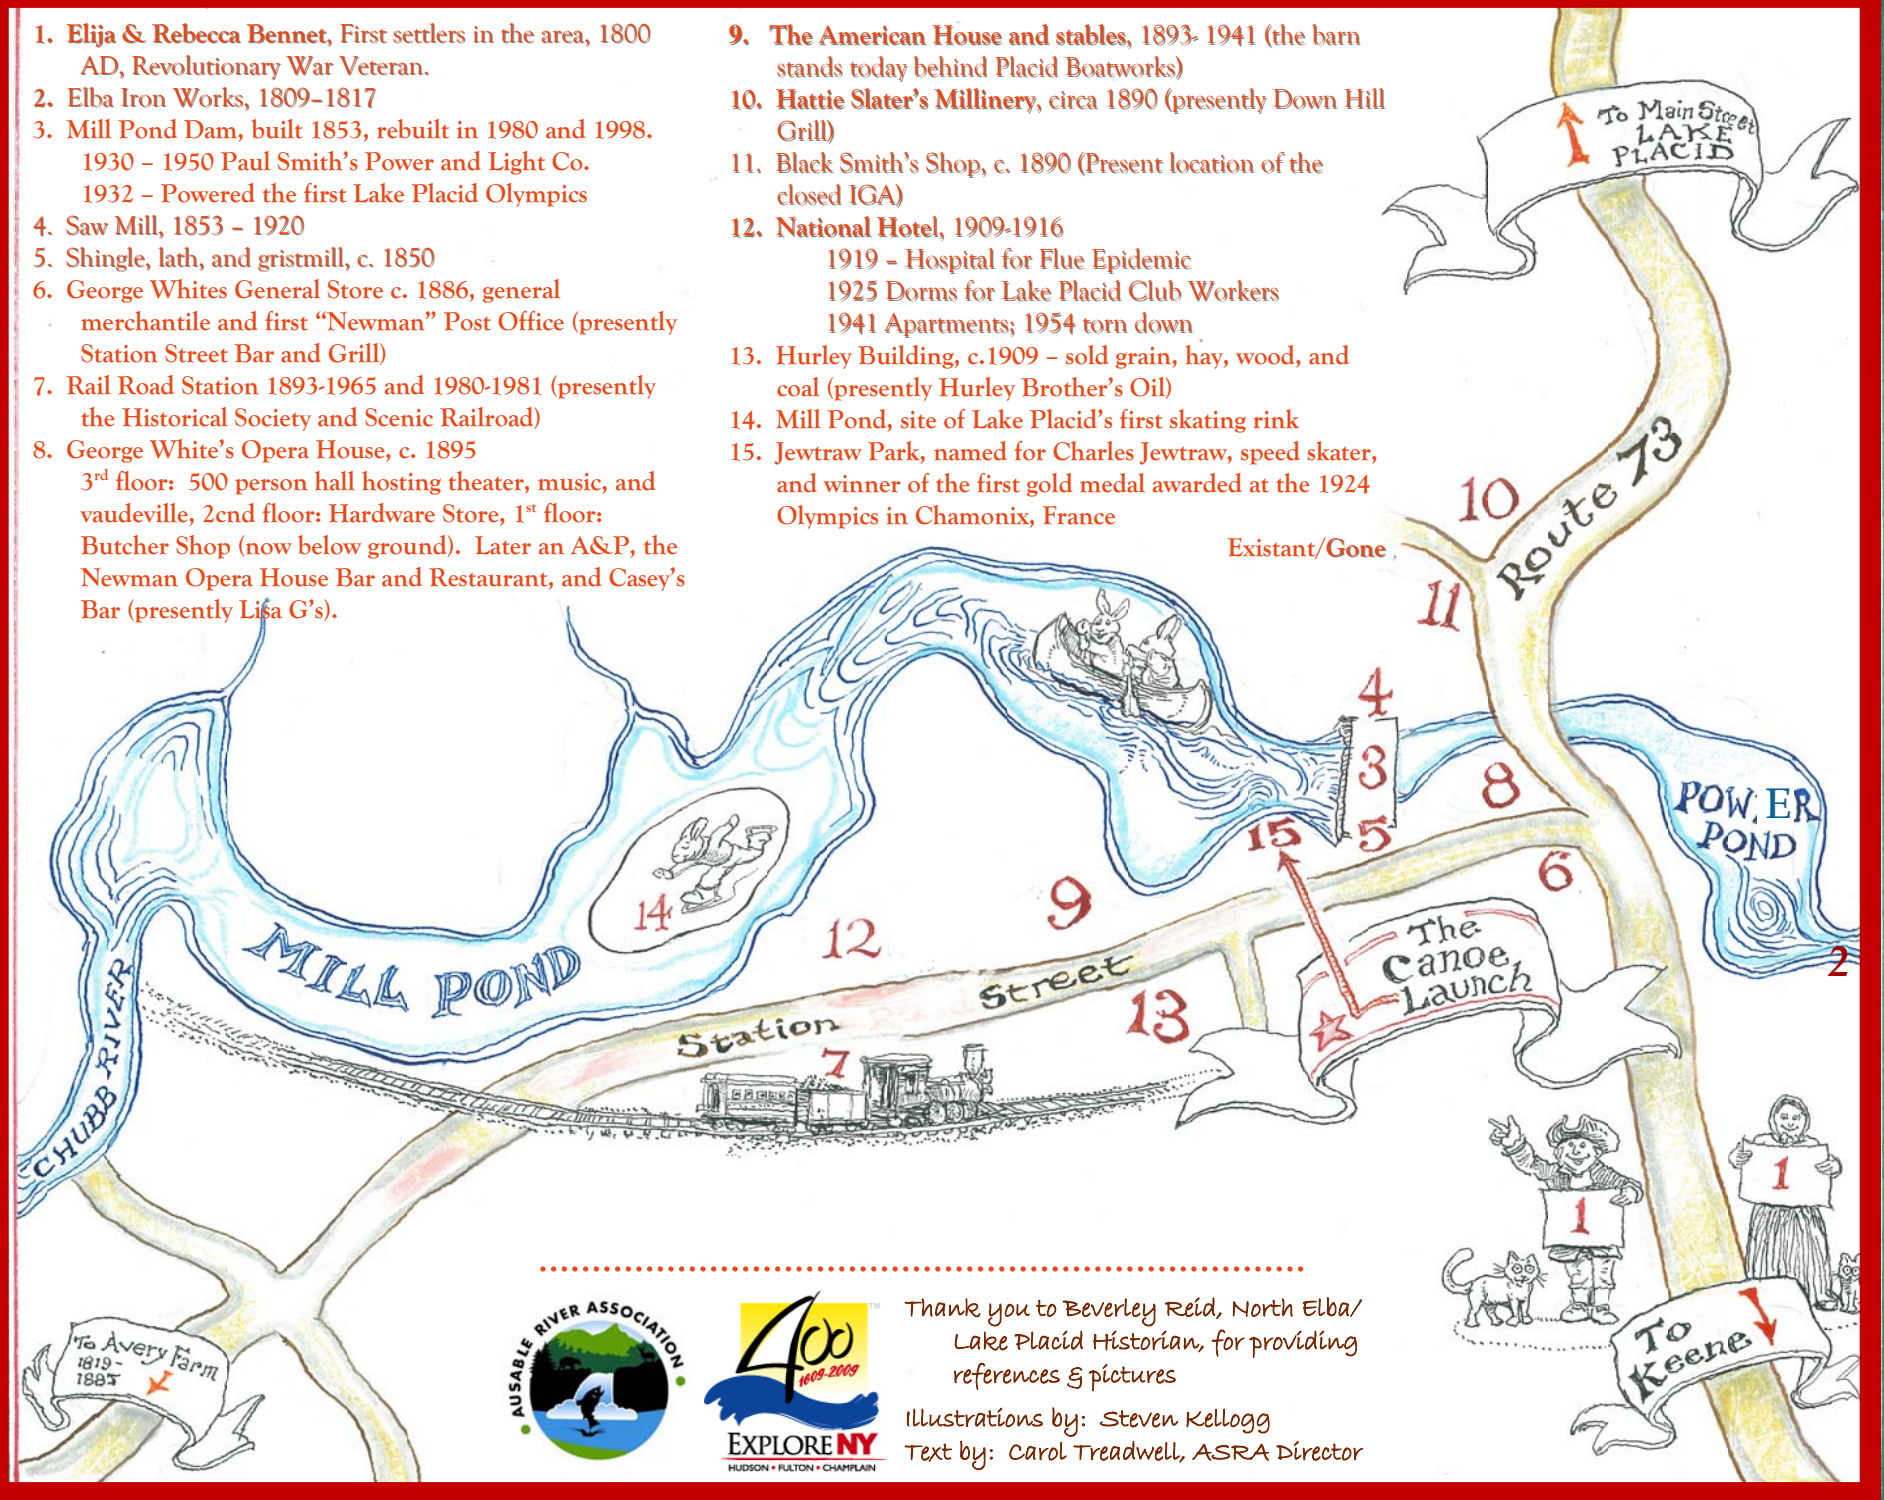 1. Elija & Rebecca Bennet, First settlers in the area, 1800
AD, Revolutionary War Veteran.
2. Elba Iron Works, 1809–1817
3. Mill Pond Dam, built 1853, rebuilt in 1980 and 1998.
1930 – 1950 Paul Smith's Power and Light Co.
1932 – Powered the first Lake Placid Olympics
4. Saw Mill, 1853 – 1920
5. Shingle, lath, and gristmill, c. 1850
6. George Whites General Store c. 1886, general
merchantile and first “Newman” Post Office (presently
Station Street Bar and Grill)
7. Rail Road Station 1893-1965 and 1980-1981 (presently
the Historical Society and Scenic Railroad)
8. George White's Opera House, c. 1895
3rd floor: 500 person hall hosting theater, music, and
vaudeville, 2cnd floor: Hardware Store, 1st floor:
Butcher Shop (now below ground). Later an A&P, the
Newman Opera House Bar and Restaurant, and Casey's
Bar (presently Lisa G's).
9. The American House and stables, 1893- 1941 (the barn
stands today behind Placid Boatworks)
10. Hattie Slater's Millinery, circa 1890 (presently Down Hill
Grill)
11. Black Smith's Shop, c. 1890 (Present location of the
closed IGA)
12. National Hotel, 1909-1916
1919 – Hospital for Flue Epidemic
1925 Dorms for Lake Placid Club Workers
1941 Apartments; 1954 torn down
13. Hurley Building, c.1909 – sold grain, hay, wood, and
coal (presently Hurley Brother's Oil)
14. Mill Pond, site of Lake Placid's first skating rink
15. Jewtraw Park, named for Charles Jewtraw, speed skater,
and winner of the first gold medal awarded at the 1924
Olympics in Chamonix, France
Existant/Gone
To Main Street
LAKE
PLACID
10
Route 73
11
4
3
5
8
15
6
POWER
POND
2
14
9
12
MILL POND
Station Street
13
7
The
Canoe
Launch
CHUBB RIVER
1
1
To Avery Farm
1819-
1885
To
Keene
AUSABLE RIVER ASSOCIATION
400
TM
1609-2009
EXPLORE NY
HUDSON • FULTON • CHAMPLAIN
Thank you to Beverley Reid, North Elba/
Lake Placid Historian, for providing
references & pictures
Illustrations by: Steven Kellogg
Text by: Carol Treadwell, ASRA Director